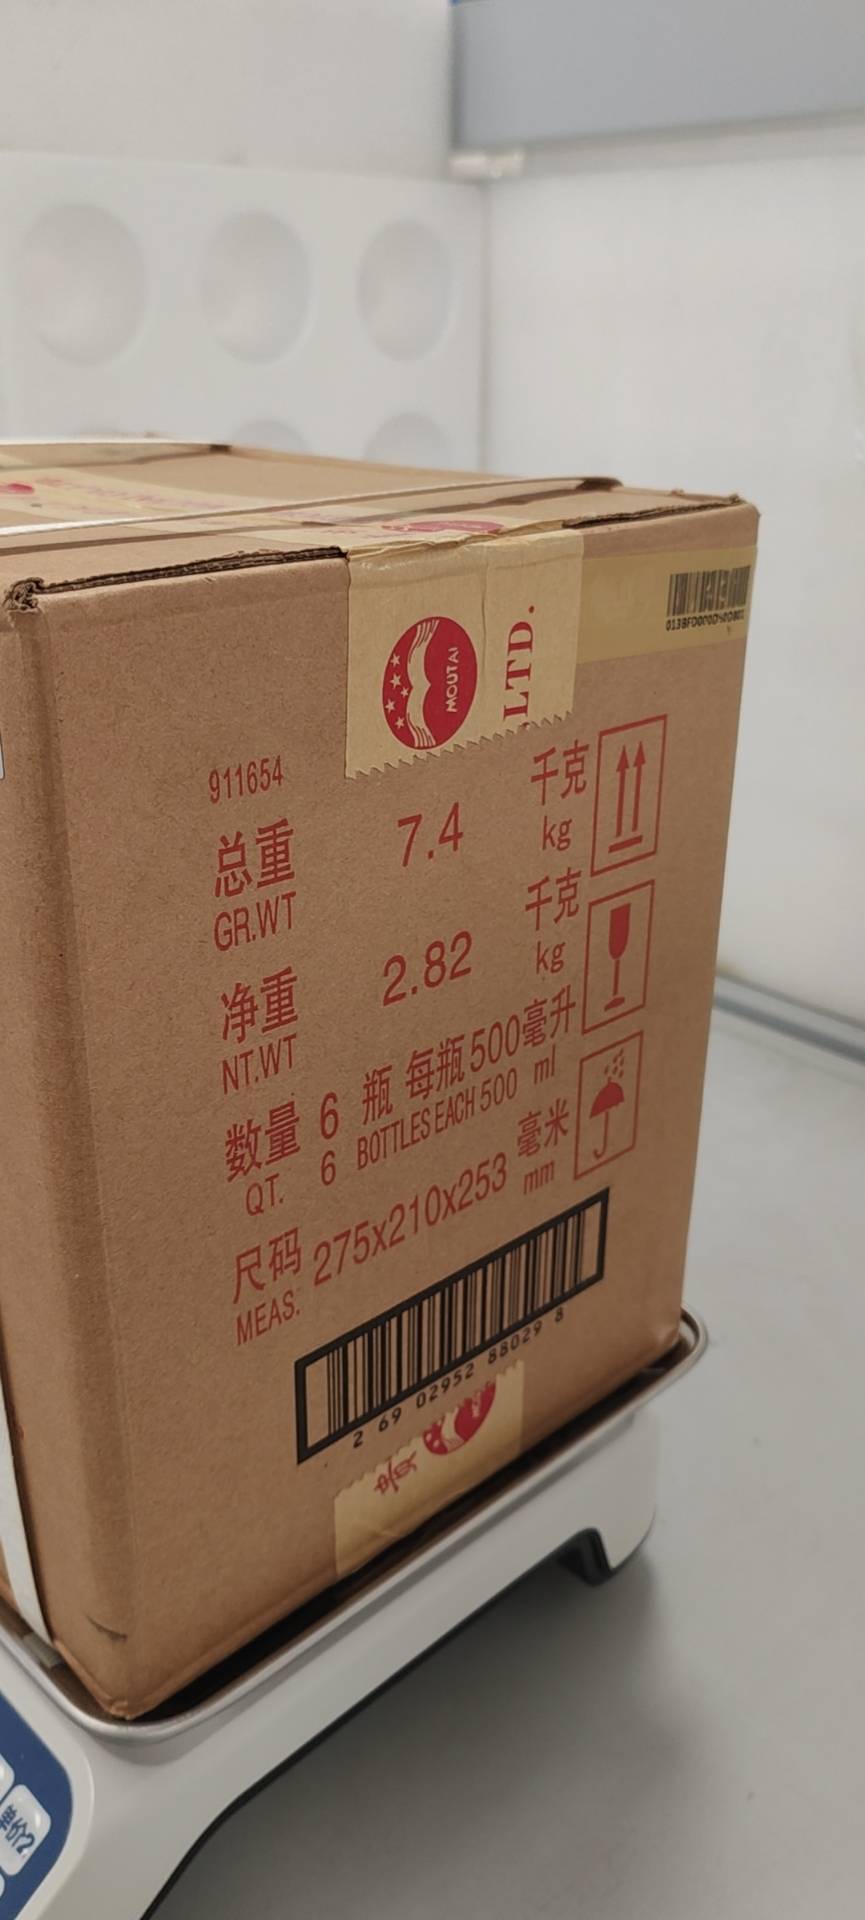 MOUTAI
LTD.
911654
总重 7.4 千克
GR.WT kg
净重 2.82 千克
NT.WT kg
数量 6 瓶 每瓶500毫升
QT. 6 BOTTLES EACH 500 ml
尺码 275x210x253 毫米
MEAS. mm
2 69 02952 88029 8